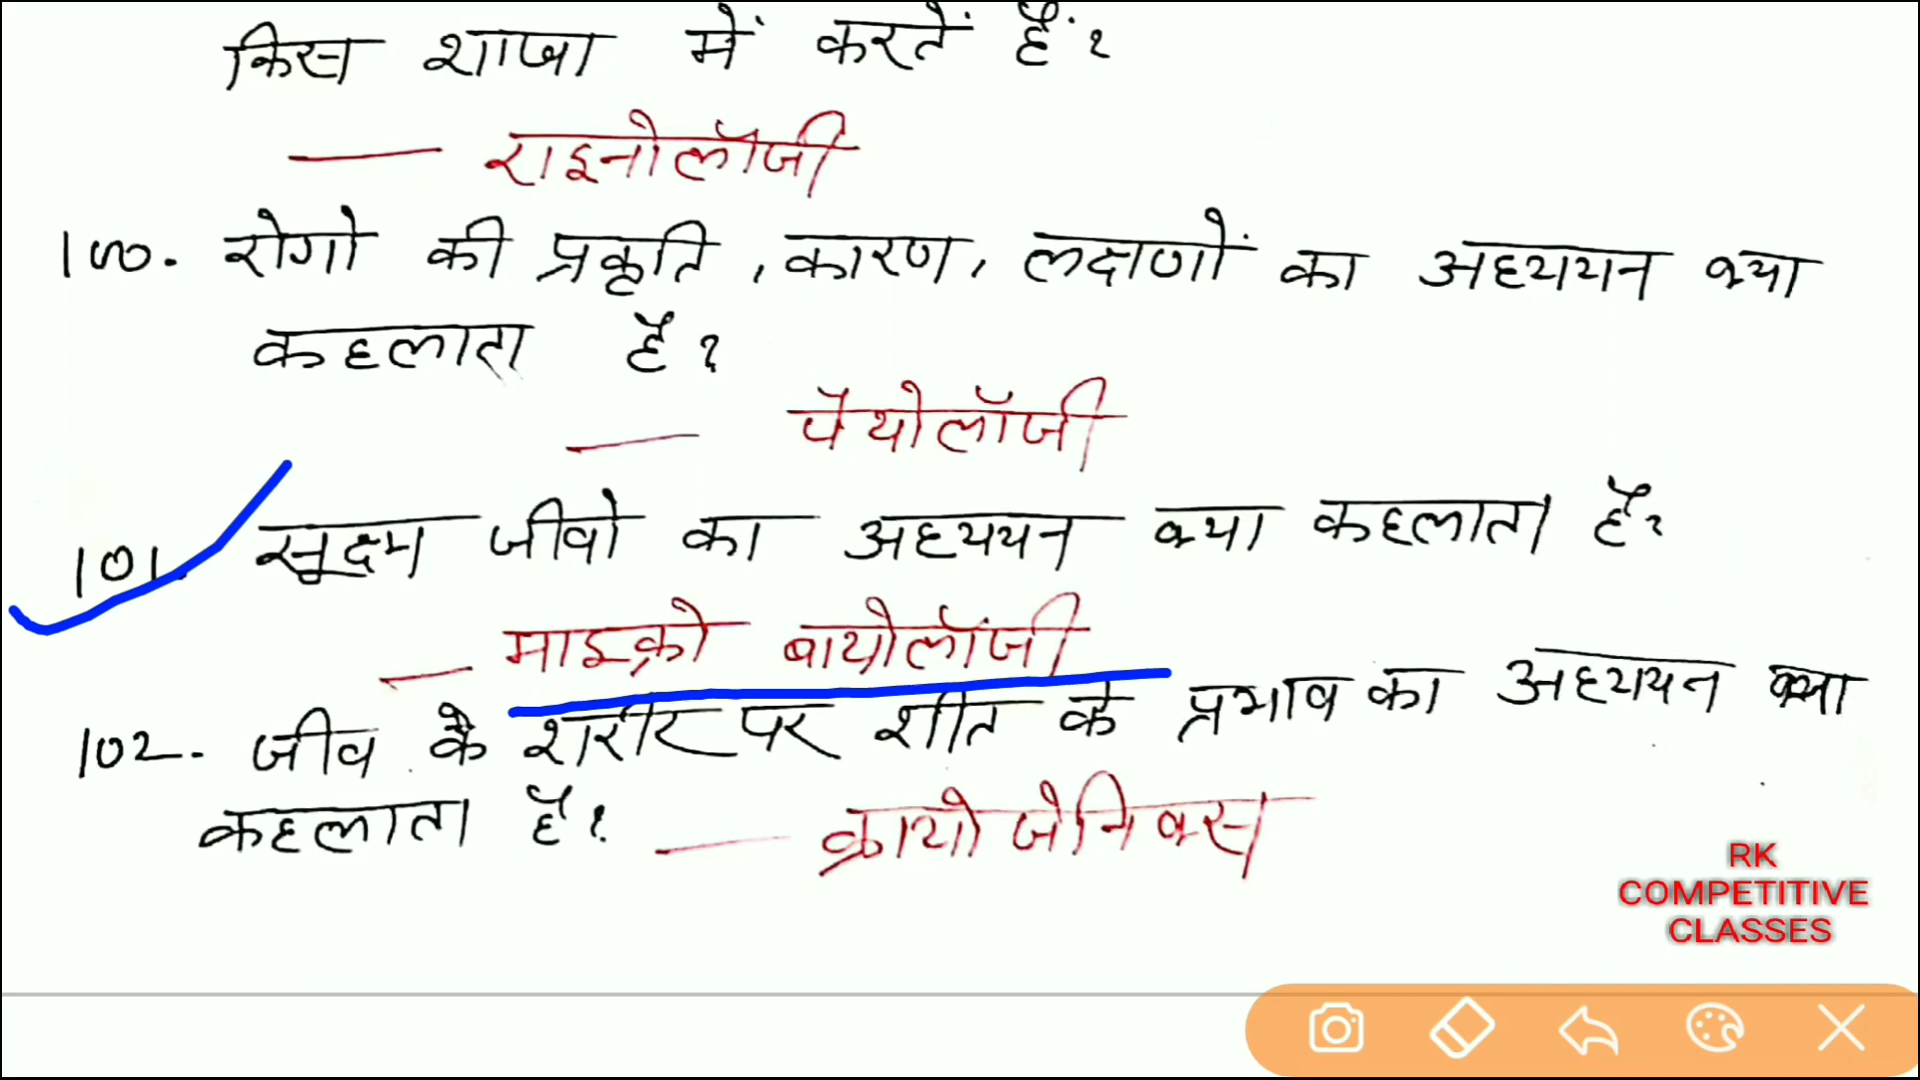 किस शाखा में करतें हैं?
— राइनोलॉजी
100. रोगो की प्रकृति, कारण, लक्षणों का अध्ययन क्या
कहलाता है?
— पैथोलॉजी
101. सूक्ष्म जीवो का अध्ययन क्या कहलाता है?
— माइक्रो बायोलॉजी
102. जीव के शरीर पर शीत के प्रभाव का अध्ययन क्या
कहलाता है? — क्रायोजेनिक्स
RK
COMPETITIVE
CLASSES